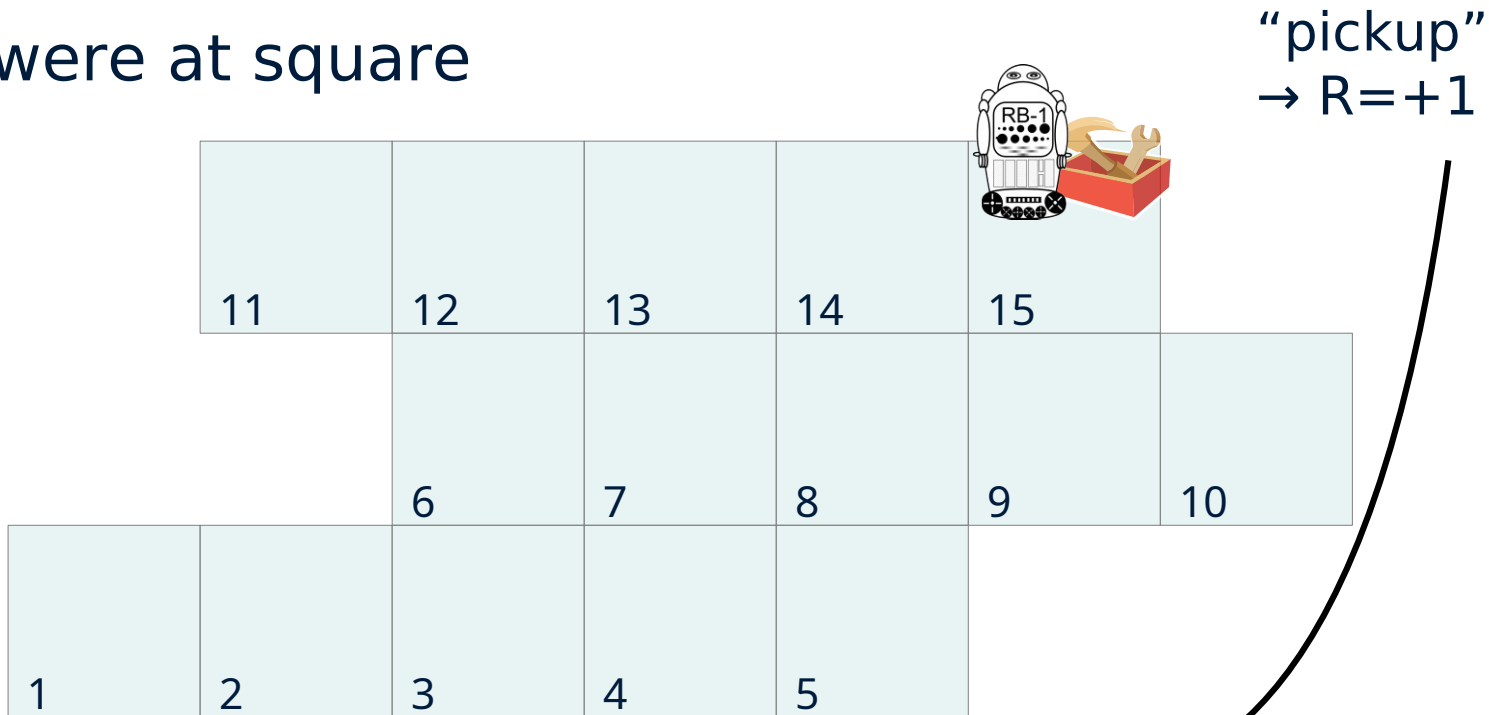 were at square
“pickup”
→ R=+1
RB-1
11 12 13 14 15
6 7 8 9 10
1 2 3 4 5